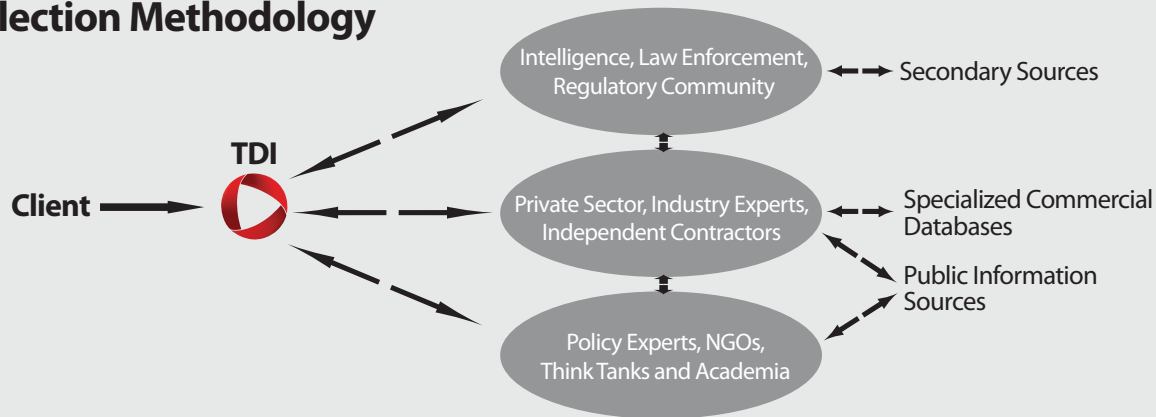 lection Methodology
Intelligence, Law Enforcement,
Regulatory Community
Secondary Sources
TDI
Client
Private Sector, Industry Experts,
Independent Contractors
Specialized Commercial
Databases
Public Information
Sources
Policy Experts, NGOs,
Think Tanks and Academia